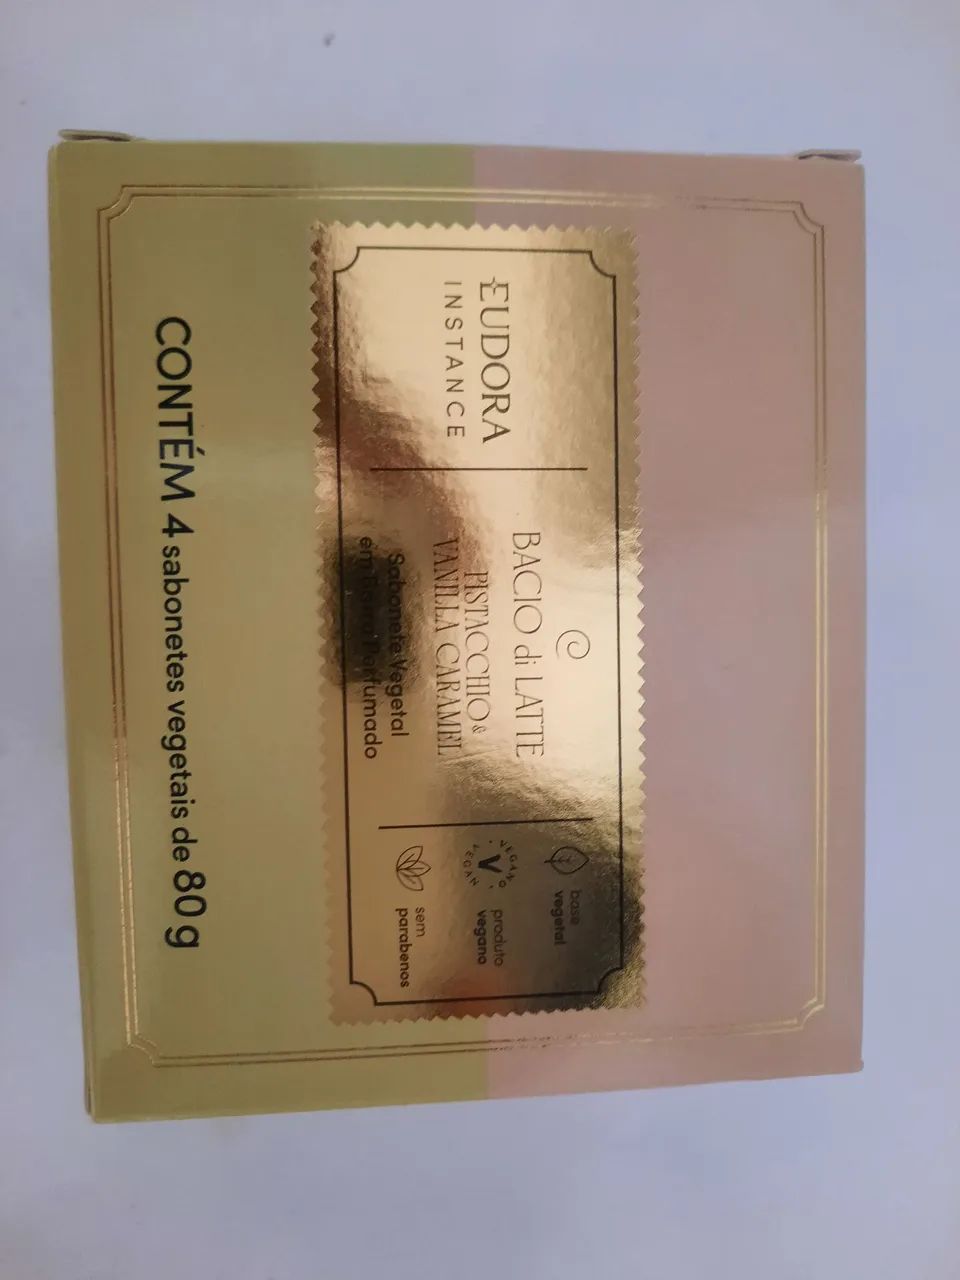 EUDORA
INSTANCE
BACIO di LATTE
PISTACCHIO &
VANILLA CARAMEL
Sabonete Vegetal
em Barra Perfumado
base
vegetal
VEGANO
VEGAN
produto
vegano
sem
parabenos
CONTÉM 4 sabonetes vegetais de 80 g